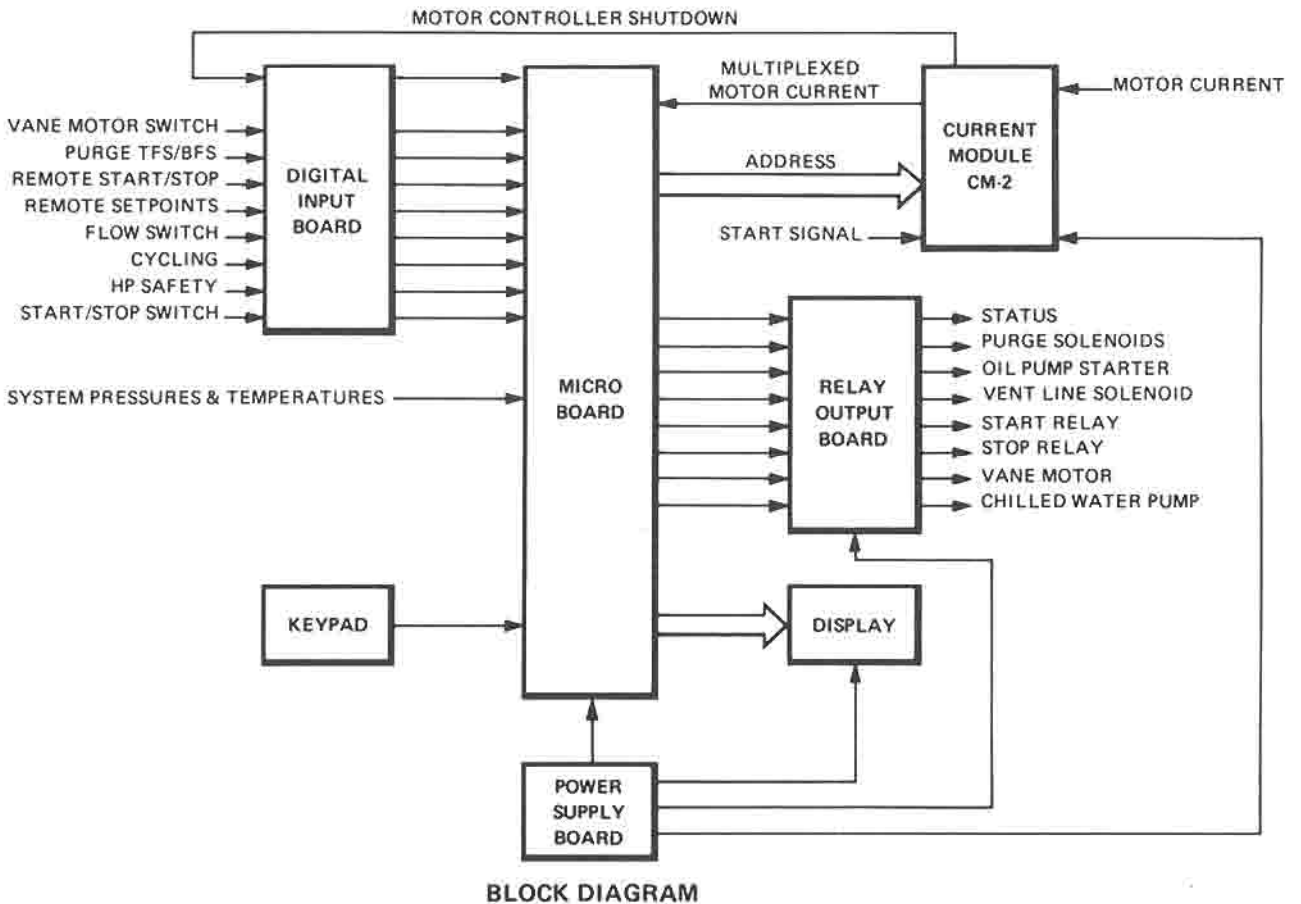 MOTOR CONTROLLER SHUTDOWN
MULTIPLEXED
MOTOR CURRENT
MOTOR CURRENT
VANE MOTOR SWITCH
PURGE TFS/BFS
REMOTE START/STOP
REMOTE SETPOINTS
FLOW SWITCH
CYCLING
HP SAFETY
START/STOP SWITCH
DIGITAL
INPUT
BOARD
CURRENT
MODULE
CM-2
ADDRESS
START SIGNAL
SYSTEM PRESSURES & TEMPERATURES
MICRO
BOARD
RELAY
OUTPUT
BOARD
STATUS
PURGE SOLENOIDS
OIL PUMP STARTER
VENT LINE SOLENOID
START RELAY
STOP RELAY
VANE MOTOR
CHILLED WATER PUMP
KEYPAD
DISPLAY
POWER
SUPPLY
BOARD
BLOCK DIAGRAM